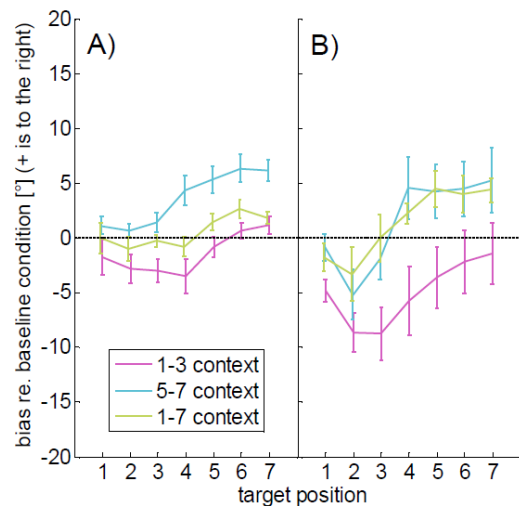 bias re. baseline condition [°] (+ is to the right)
20
15
10
5
0
-5
-10
-15
-20
A)
B)
1-3 context
5-7 context
1-7 context
1 2 3 4 5 6 7
1 2 3 4 5 6 7
target position